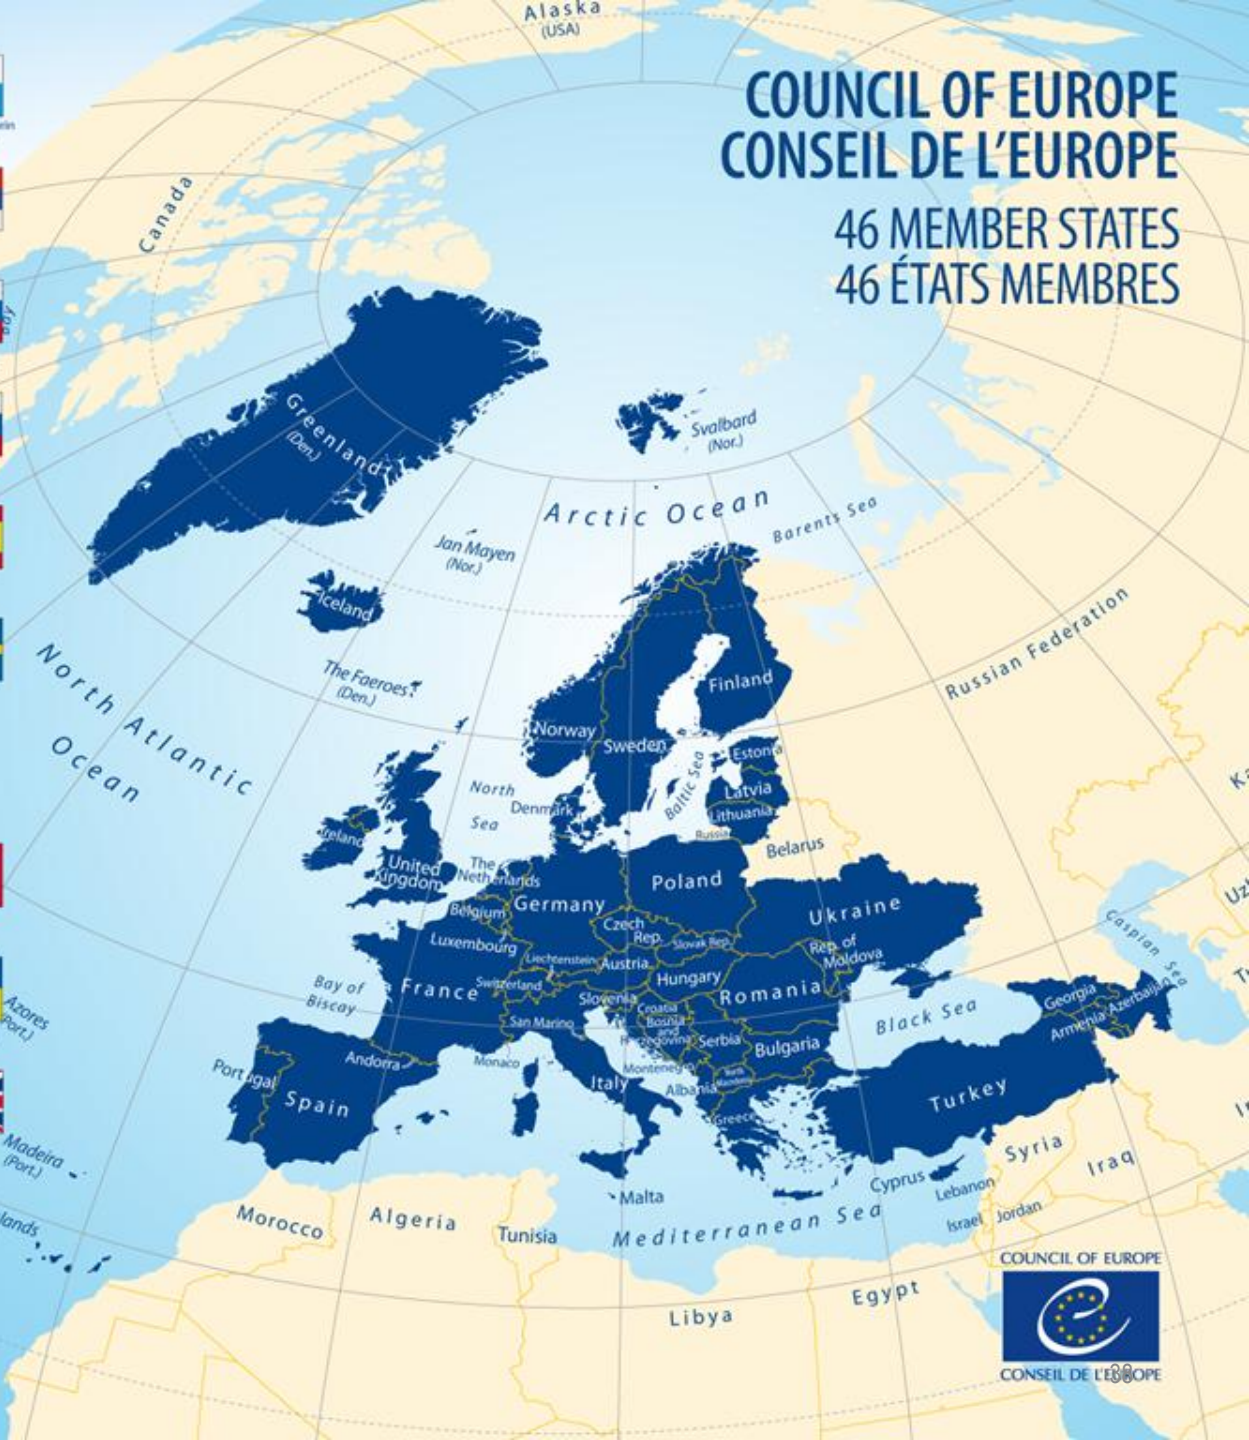 Alaska
(USA)
COUNCIL OF EUROPE
CONSEIL DE L'EUROPE
46 MEMBER STATES
46 ÉTATS MEMBRES
Canada
Greenland
(Den.)
Svalbard
(Nor.)
Arctic Ocean
Barents Sea
Jan Mayen
(Nor.)
Iceland
Russian Federation
North Atlantic
Ocean
The Faeroes
(Den.)
Finland
Norway
Sweden
Estonia
Baltic Sea
North
Sea
Denmark
Latvia
Lithuania
Russia
Ireland
Belarus
United
Kingdom
The
Netherlands
Poland
Belgium
Germany
Ukraine
Czech
Rep.
Slovak Rep.
Luxembourg
Rep. of
Moldova
Liechtenstein
Austria
Caspian Sea
Hungary
Bay of
Biscay
France
Switzerland
Romania
Slovenia
Croatia
Georgia
Azerbaijan
Armenia
Azores
San Marino
Bosnia
and
Herzegovina
Serbia
Black Sea
Bulgaria
Andorra
Monaco
Portugal
Italy
Albania
Spain
Turkey
Greece
Madeira
(Port.)
Syria
Iraq
Cyprus
Lebanon
Malta
Morocco
Algeria
Tunisia
Mediterranean Sea
Israel
Jordan
Libya
Egypt
COUNCIL OF EUROPE
CONSEIL DE L'EUROPE
38